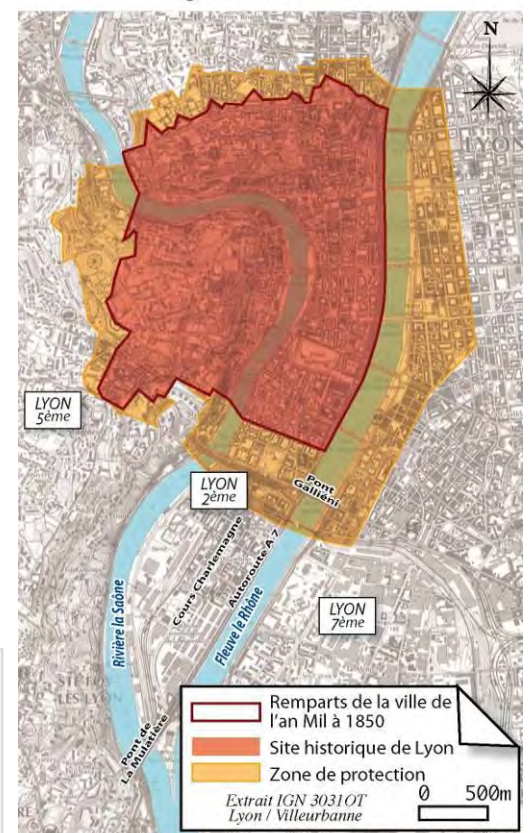 N
LYON
LYON
5ème
LYON
2ème
Pont
Galliéni
Cours Charlemagne
Autoroute A 7
Rivière la Saône
Fleuve le Rhône
LYON
7ème
LES LYON
Pont de
La Mulatière
Remparts de la ville de
l'an Mil à 1850
Site historique de Lyon
Zone de protection
Extrait IGN 3031OT
Lyon / Villeurbanne
0 500m